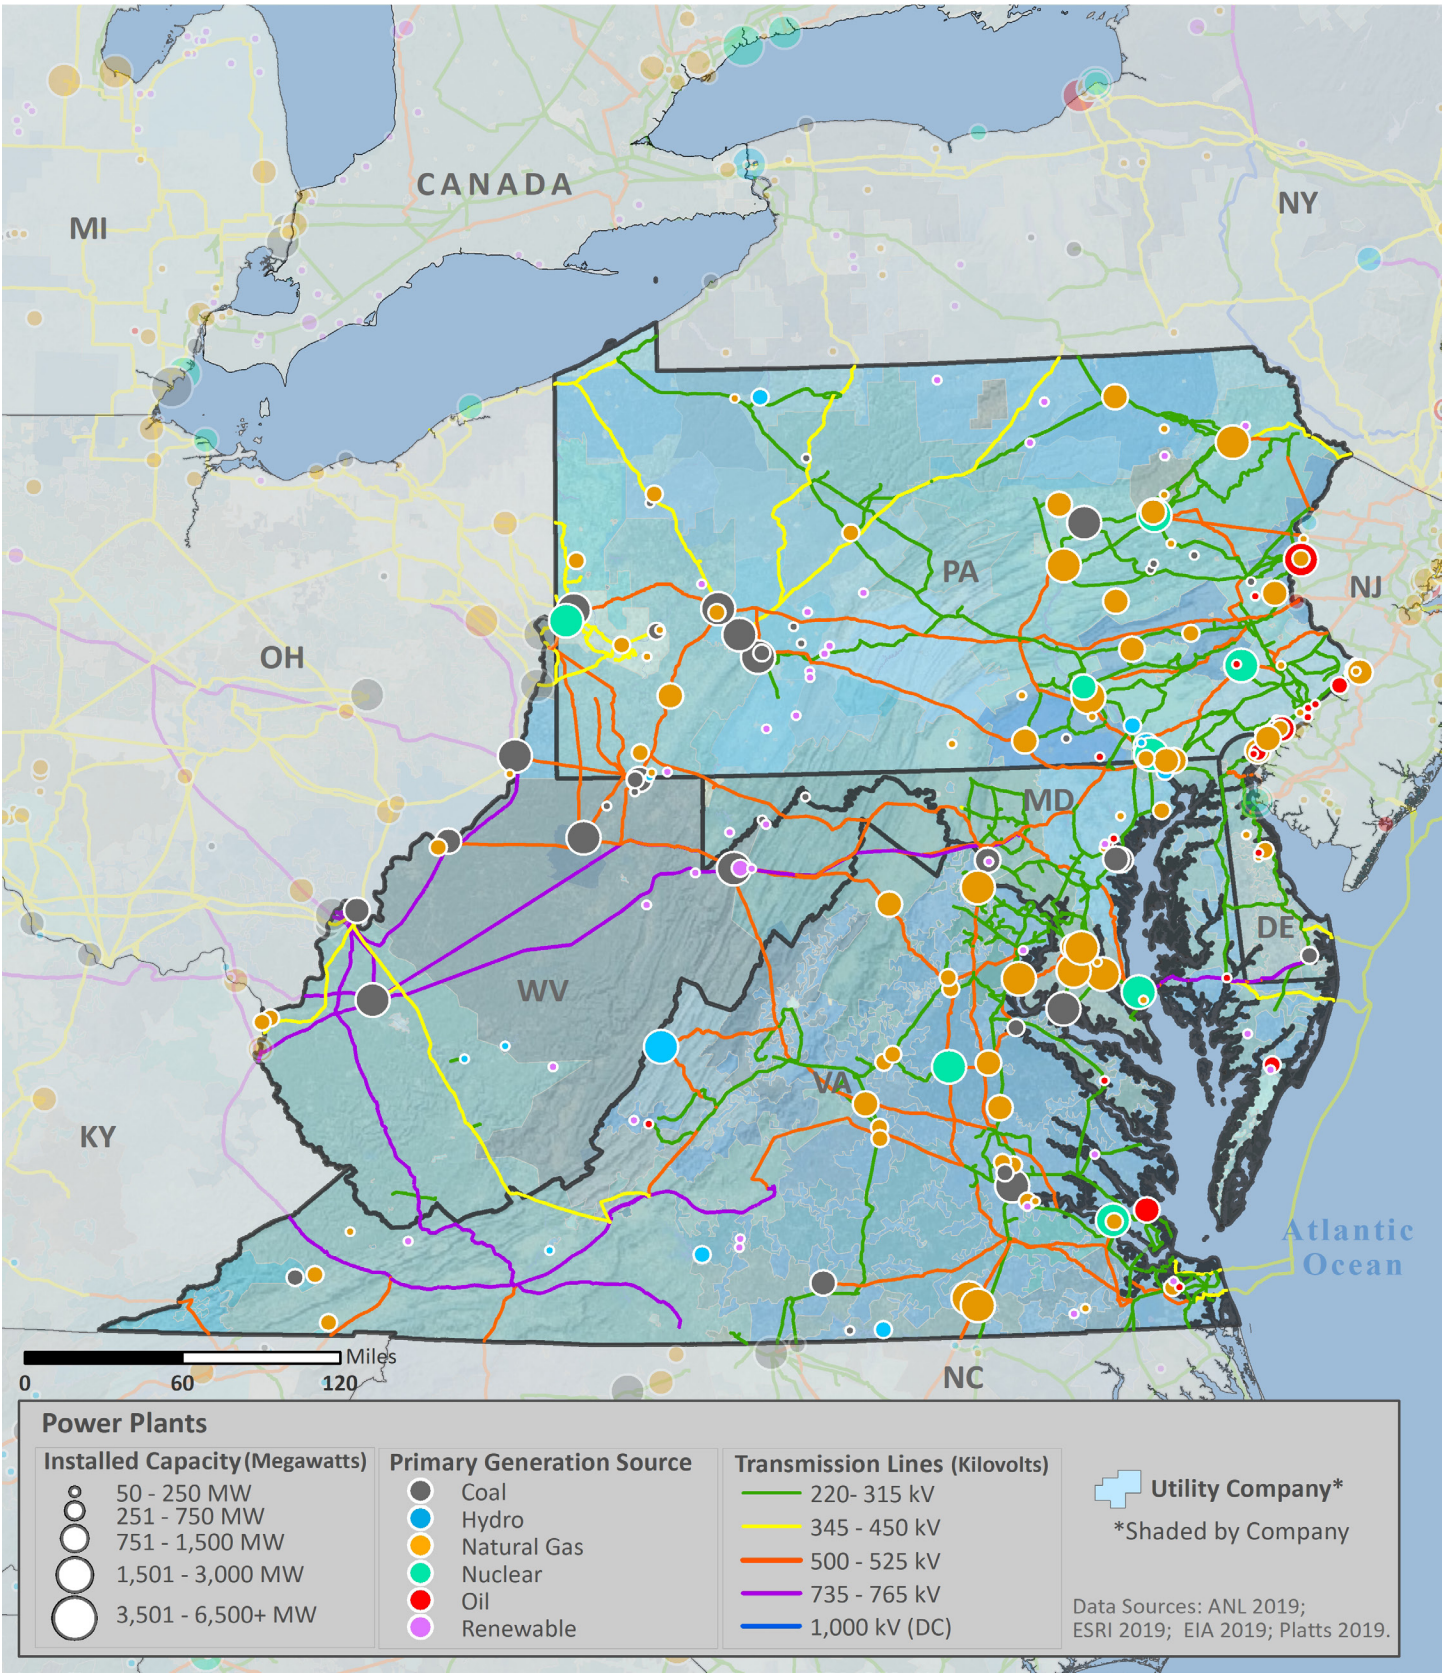 CANADA
NY
MI
PA
NJ
OH
MD
DE
WV
VA
KY
Atlantic
Ocean
Miles
0 60 120
NC
Power Plants
Installed Capacity (Megawatts)
50 - 250 MW
251 - 750 MW
751 - 1,500 MW
1,501 - 3,000 MW
3,501 - 6,500+ MW
Primary Generation Source
Coal
Hydro
Natural Gas
Nuclear
Oil
Renewable
Transmission Lines (Kilovolts)
220- 315 kV
345 - 450 kV
500 - 525 kV
735 - 765 kV
1,000 kV (DC)
Utility Company*
*Shaded by Company
Data Sources: ANL 2019;
ESRI 2019; EIA 2019; Platts 2019.